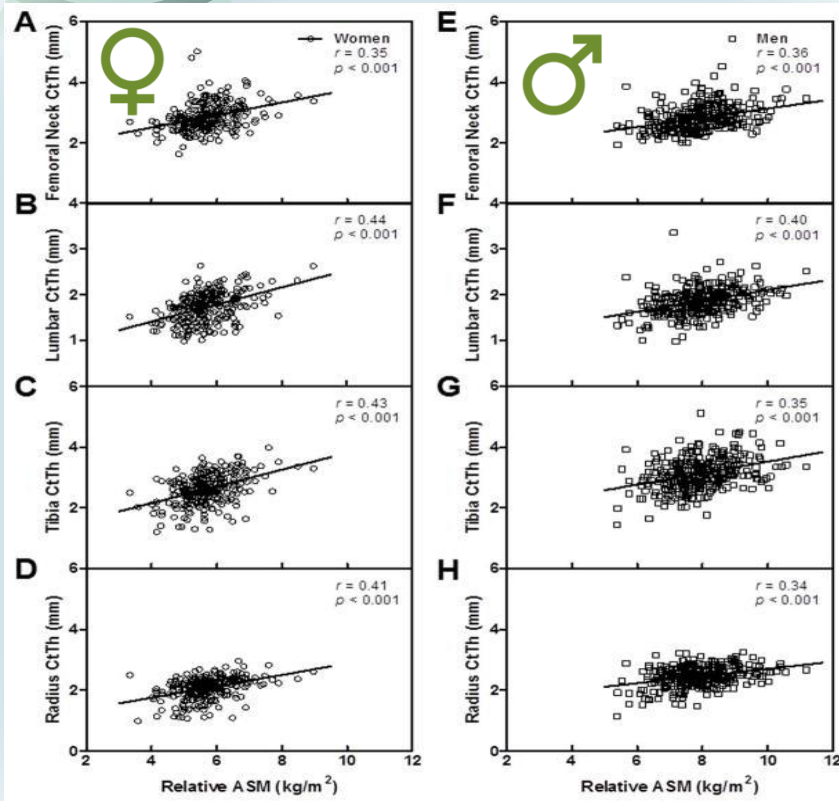 A
Women
r = 0.35
p < 0.001
Femoral Neck CtTh (mm)
6
4
2
B
r = 0.44
p < 0.001
Lumbar CtTh (mm)
4
3
2
1
C
r = 0.43
p < 0.001
Tibia CtTh (mm)
6
4
2
D
r = 0.41
p < 0.001
Radius CtTh (mm)
6
4
2
0
2 4 6 8 10 12
Relative ASM (kg/m²)
E
Men
r = 0.36
p < 0.001
Femoral Neck CtTh (mm)
6
4
2
F
r = 0.40
p < 0.001
Lumbar CtTh (mm)
4
3
2
1
G
r = 0.35
p < 0.001
Tibia CtTh (mm)
6
4
2
H
r = 0.34
p < 0.001
Radius CtTh (mm)
6
4
2
0
2 4 6 8 10 12
Relative ASM (kg/m²)